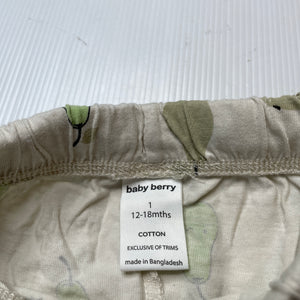 baby berry
1
12-18mths
COTTON
EXCLUSIVE OF TRIMS
made in Bangladesh